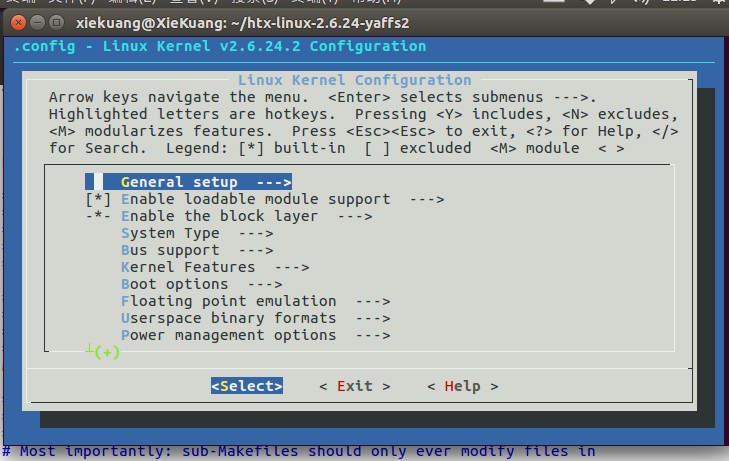 xiekuang@XieKuang: ~/htx-linux-2.6.24-yaffs2
.config - Linux Kernel v2.6.24.2 Configuration
Linux Kernel Configuration
Arrow keys navigate the menu.  <Enter> selects submenus --->.
Highlighted letters are hotkeys.  Pressing <Y> includes, <N> excludes,
<M> modularizes features.  Press <Esc><Esc> to exit, <?> for Help, </>
for Search.  Legend: [*] built-in  [ ] excluded  <M> module  < >
General setup  --->
[*] Enable loadable module support  --->
-*- Enable the block layer  --->
System Type  --->
Bus support  --->
Kernel Features  --->
Boot options  --->
Floating point emulation  --->
Userspace binary formats  --->
Power management options  --->
┴(+)
<Select>    < Exit >    < Help >
# Most importantly: sub-Makefiles should only ever modify files in